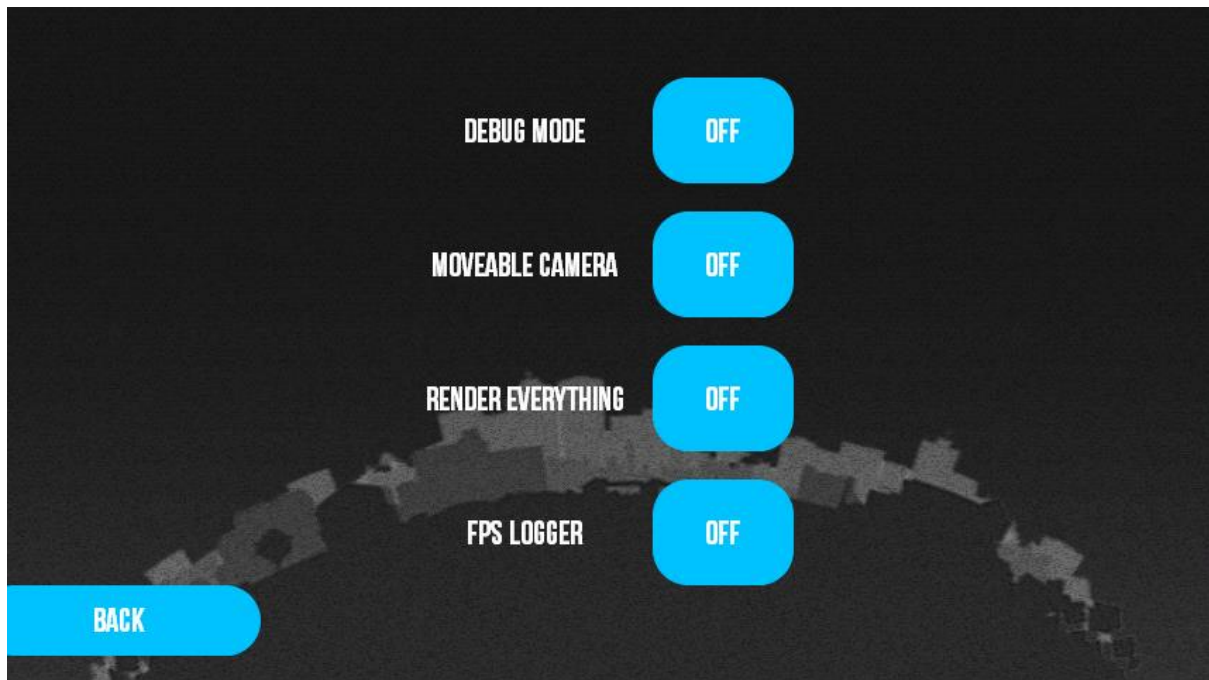 DEBUG MODE OFF
MOVEABLE CAMERA OFF
RENDER EVERYTHING OFF
FPS LOGGER OFF
BACK